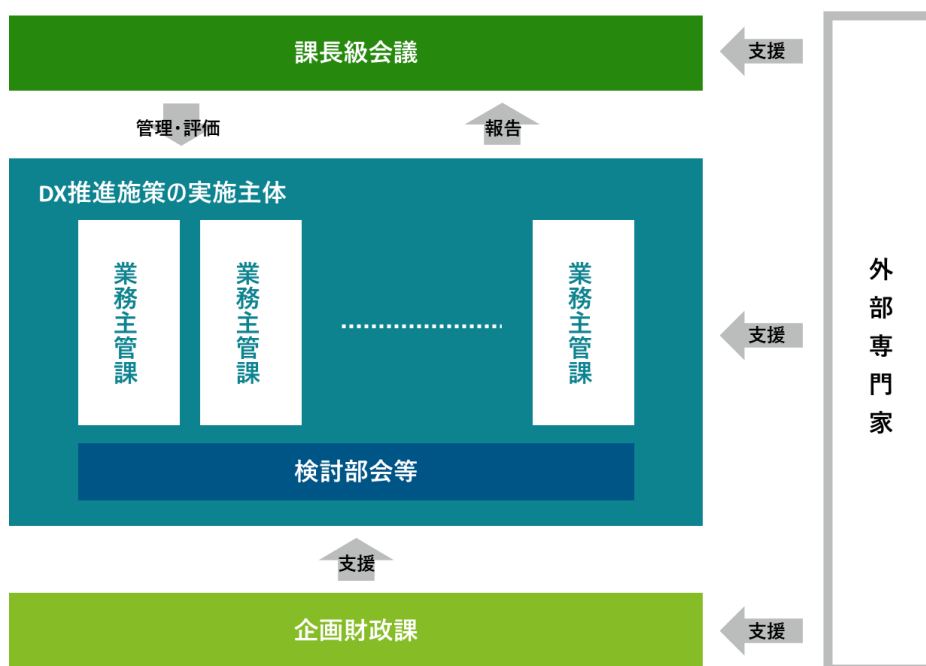 課長級会議
支援
管理・評価
報告
DX推進施策の実施主体
業務主管課
業務主管課
業務主管課
支援
外部専門家
検討部会等
支援
企画財政課
支援